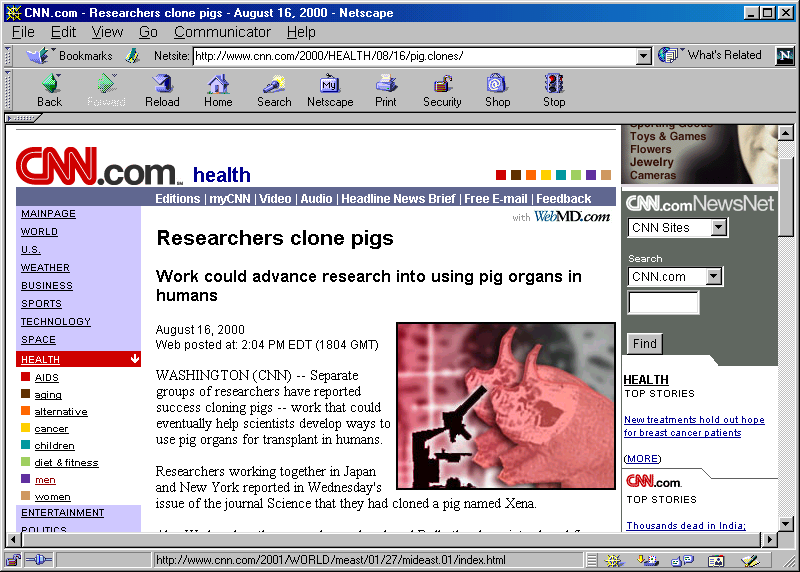 CNN.com - Researchers clone pigs - August 16, 2000 - Netscape
File Edit View Go Communicator Help
Bookmarks Netsite: http://www.cnn.com/2000/HEALTH/08/16/pig.clones/ What's Related N
Back Forward Reload Home Search Netscape Print Security Shop Stop
My
Toys & Games
Flowers
Jewelry
Cameras
CNN.com health
Editions | myCNN | Video | Audio | Headline News Brief | Free E-mail | Feedback
with WebMD.com
MAINPAGE
WORLD
U.S.
WEATHER
BUSINESS
SPORTS
TECHNOLOGY
SPACE
HEALTH
AIDS
aging
alternative
cancer
children
diet & fitness
men
women
ENTERTAINMENT
POLITICS
Researchers clone pigs
Work could advance research into using pig organs in
humans
August 16, 2000
Web posted at: 2:04 PM EDT (1804 GMT)
WASHINGTON (CNN) -- Separate
groups of researchers have reported
success cloning pigs -- work that could
eventually help scientists develop ways to
use pig organs for transplant in humans.
Researchers working together in Japan
and New York reported in Wednesday's
issue of the journal Science that they had cloned a pig named Xena.
CNN.com NewsNet
CNN Sites
Search
CNN.com
Find
HEALTH
TOP STORIES
New treatments hold out hope
for breast cancer patients
(MORE)
CNN.com
TOP STORIES
Thousands dead in India;
http://www.cnn.com/2001/WORLD/meast/01/27/mideast.01/index.html